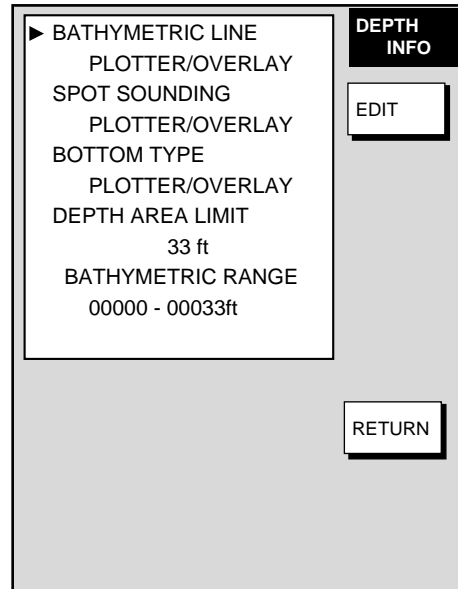 ► BATHYMETRIC LINE
PLOTTER/OVERLAY
SPOT SOUNDING
PLOTTER/OVERLAY
BOTTOM TYPE
PLOTTER/OVERLAY
DEPTH AREA LIMIT
33 ft
BATHYMETRIC RANGE
00000 - 00033ft
DEPTH
INFO
EDIT
RETURN